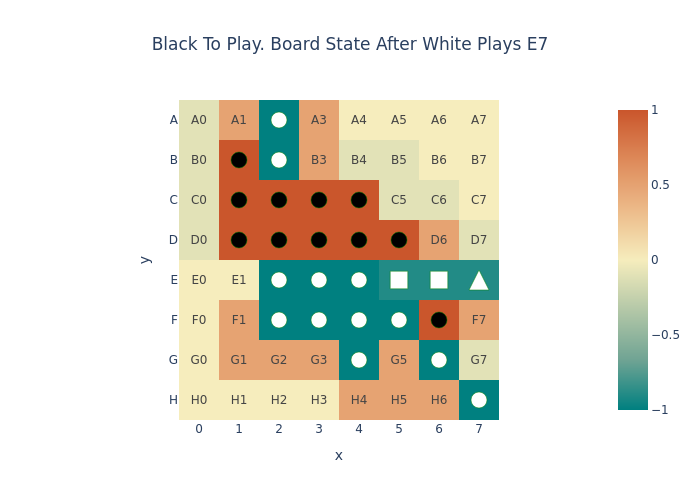 Black To Play. Board State After White Plays E7
A A0 A1 A3 A4 A5 A6 A7
B B0 B3 B4 B5 B6 B7
C C0 C5 C6 C7
D D0 D6 D7
E E0 E1
F F0 F1 F7
G G0 G1 G2 G3 G5 G7
H H0 H1 H2 H3 H4 H5 H6
0 1 2 3 4 5 6 7
x
y
1
0.5
0
−0.5
−1